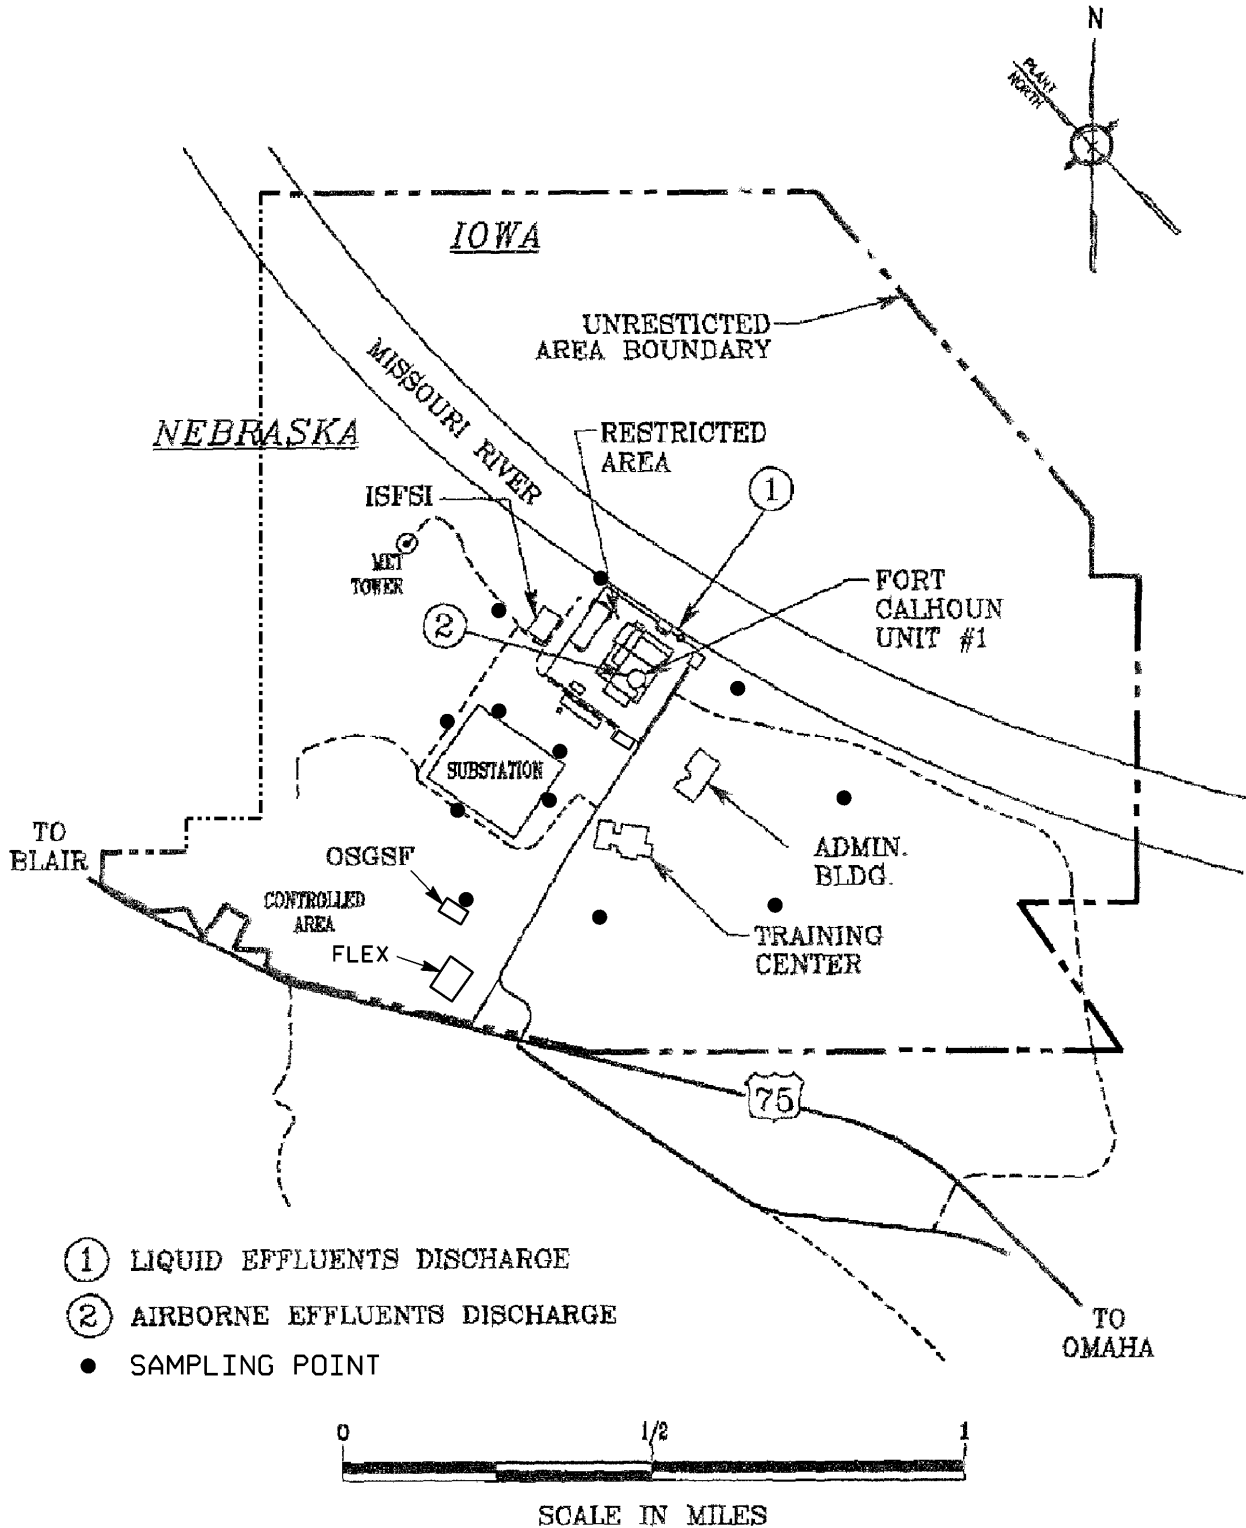 N
PLANT
NORTH
IOWA
UNRESTICTED
AREA BOUNDARY
MISSOURI RIVER
NEBRASKA
RESTRICTED
AREA
1
ISFSI
MET
TOWER
2
FORT
CALHOUN
UNIT #1
SUBSTATION
TO
BLAIR
OSGSF
ADMIN.
BLDG.
CONTROLLED
AREA
FLEX
TRAINING
CENTER
75
1 LIQUID EFFLUENTS DISCHARGE
2 AIRBORNE EFFLUENTS DISCHARGE
SAMPLING POINT
TO
OMAHA
0 1/2 1
SCALE IN MILES